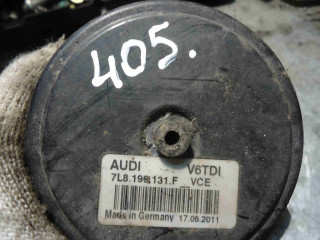 405.
AUDI V6TDI
7L8.199.131.F VCE
Made in Germany 17.06.2011